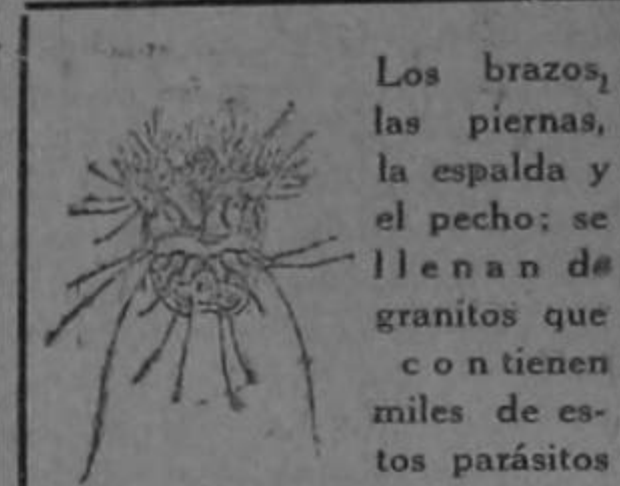 Los brazos,
las piernas,
la espalda y
el pecho; se
llenan de
granitos que
contienen
miles de es-
tos parásitos